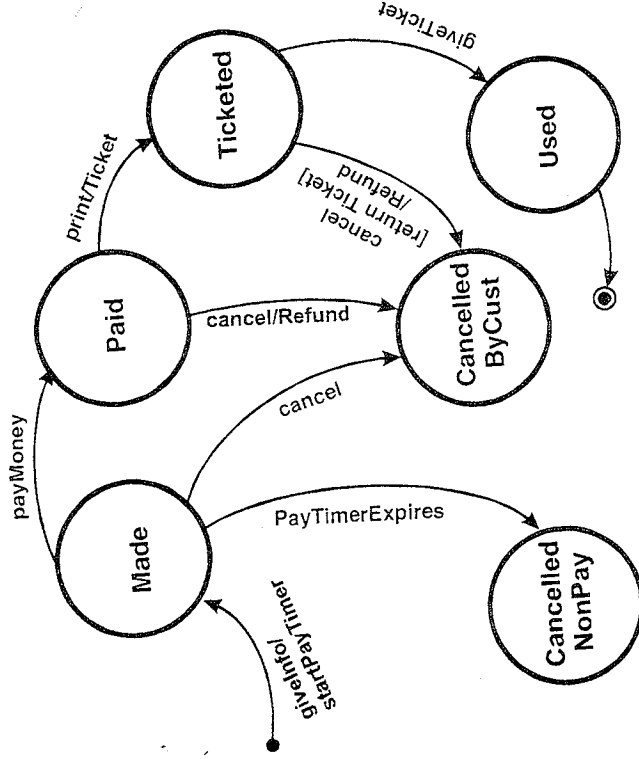 giveInfo/
startPayTimer
Made
payMoney
Paid
print/Ticket
Ticketed
giveTicket
cancel
[return Ticket]
/Refund
cancel/Refund
cancel
PayTimerExpires
Cancelled
NonPay
Cancelled
ByCust
Used